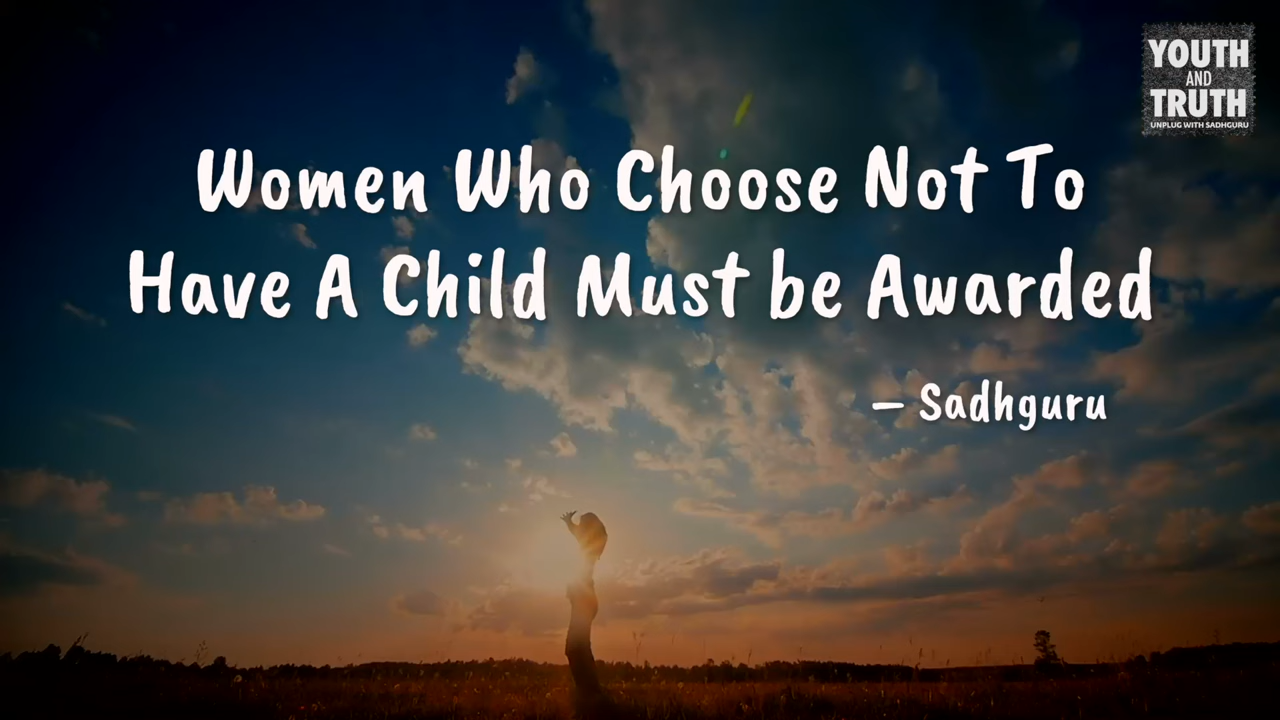 YOUTH
AND
TRUTH
UNPLUG WITH SADHGURU
Women Who Choose Not To
Have A Child Must be Awarded
– Sadhguru